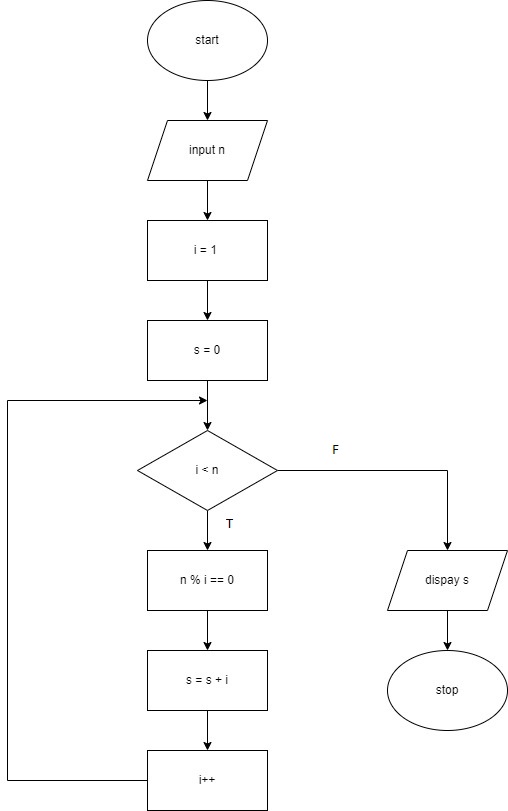 start
input n
i = 1
s = 0
i < n
F
T
n % i == 0
dispay s
s = s + i
stop
i++